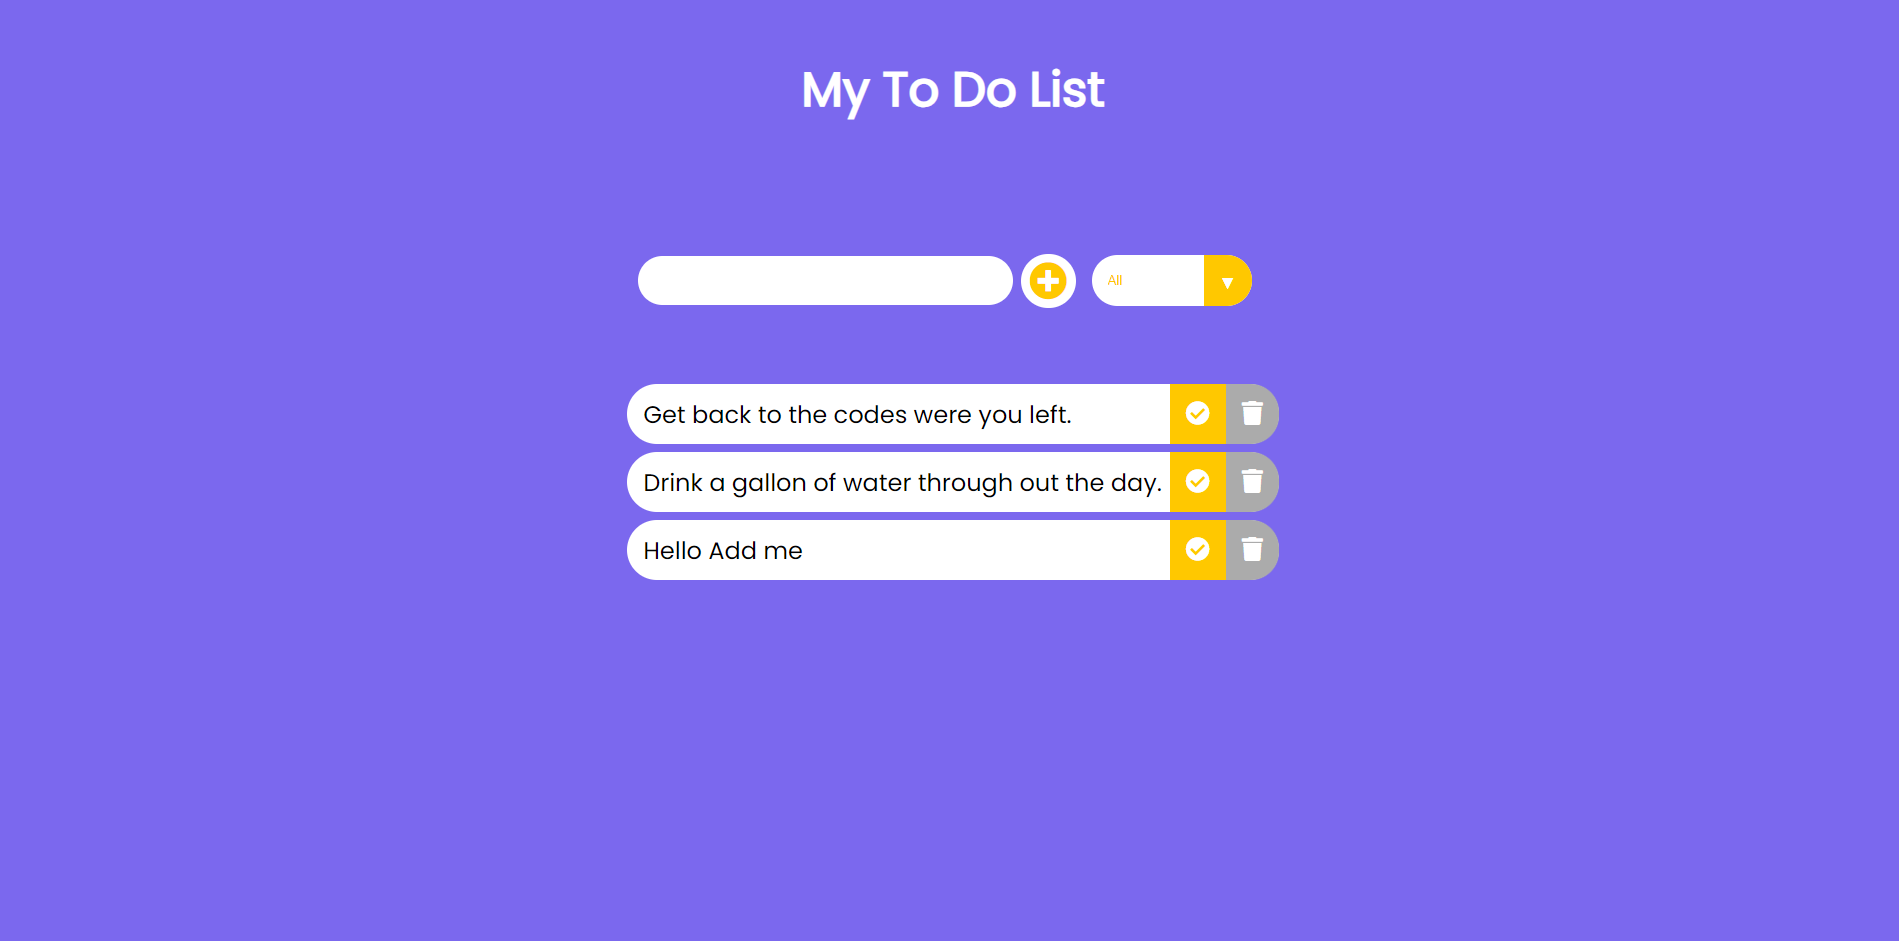 My To Do List
All
Get back to the codes were you left.
Drink a gallon of water through out the day.
Hello Add me